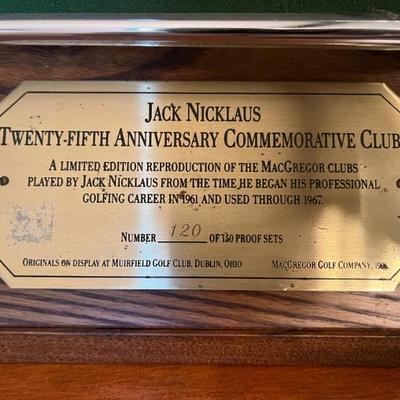 JACK NICKLAUS
TWENTY-FIFTH ANNIVERSARY COMMEMORATIVE CLUB
A LIMITED EDITION REPRODUCTION OF THE MACGREGOR CLUBS
PLAYED BY JACK NICKLAUS FROM THE TIME HE BEGAN HIS PROFESSIONAL
GOLFING CAREER IN 1961 AND USED THROUGH 1967.
NUMBER 120 OF 150 PROOF SETS
ORIGINALS ON DISPLAY AT MUIRFIELD GOLF CLUB, DUBLIN, OHIO MACGREGOR GOLF COMPANY,